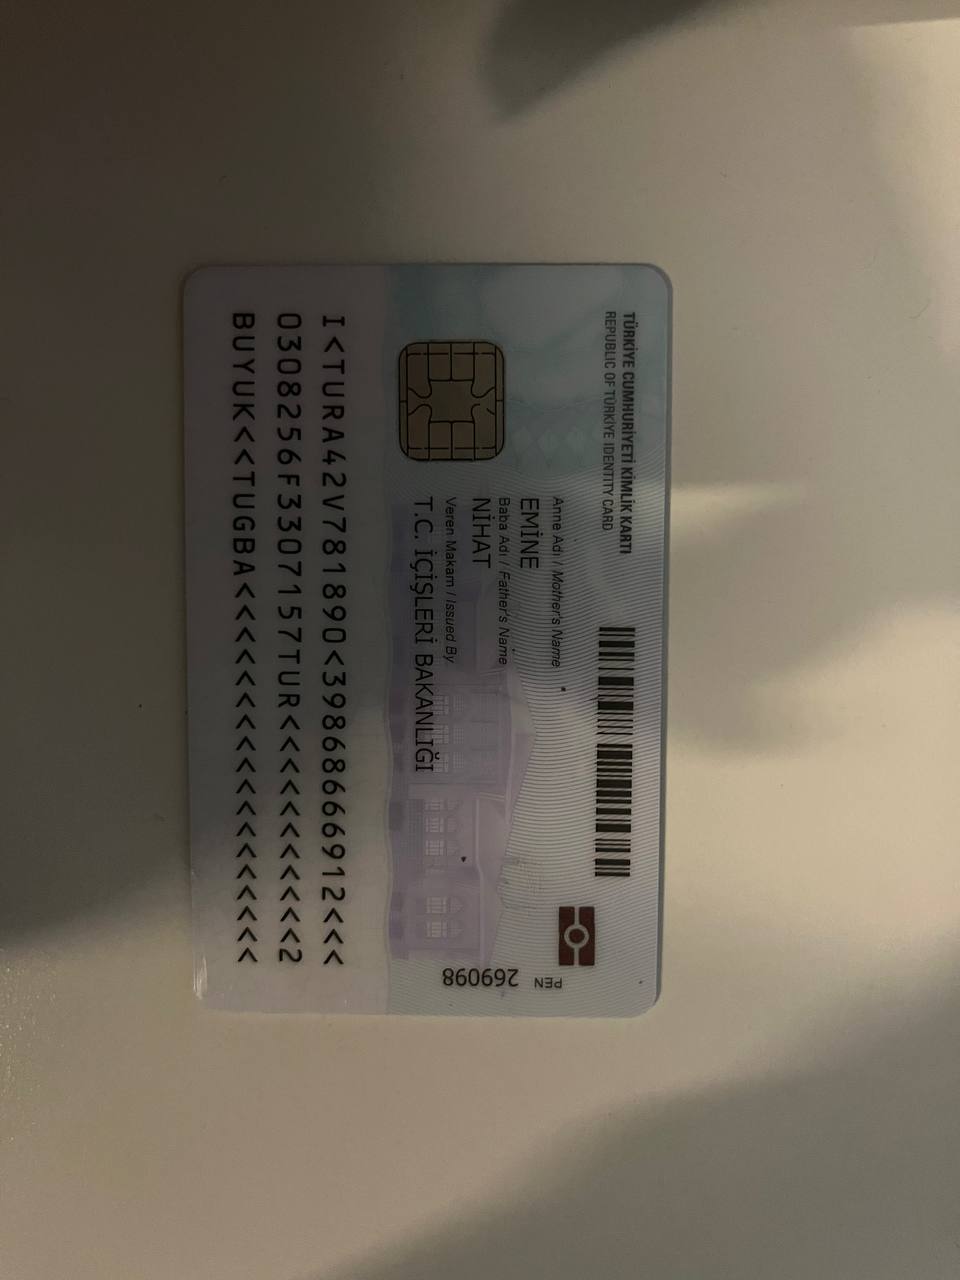 TÜRKİYE CUMHURİYETİ KİMLİK KARTI
REPUBLIC OF TÜRKİYE IDENTITY CARD
Anne Adı / Mother's Name
EMİNE
Baba Adı / Father's Name
NİHAT
Veren Makam / Issued By
T.C. İÇİŞLERİ BAKANLIĞI
PEN
269098
I<TURA42V781890<39868666912<<<
0308256F3307157TUR<<<<<<<<<<<2
BUYUK<<TUGBA<<<<<<<<<<<<<<<<<<